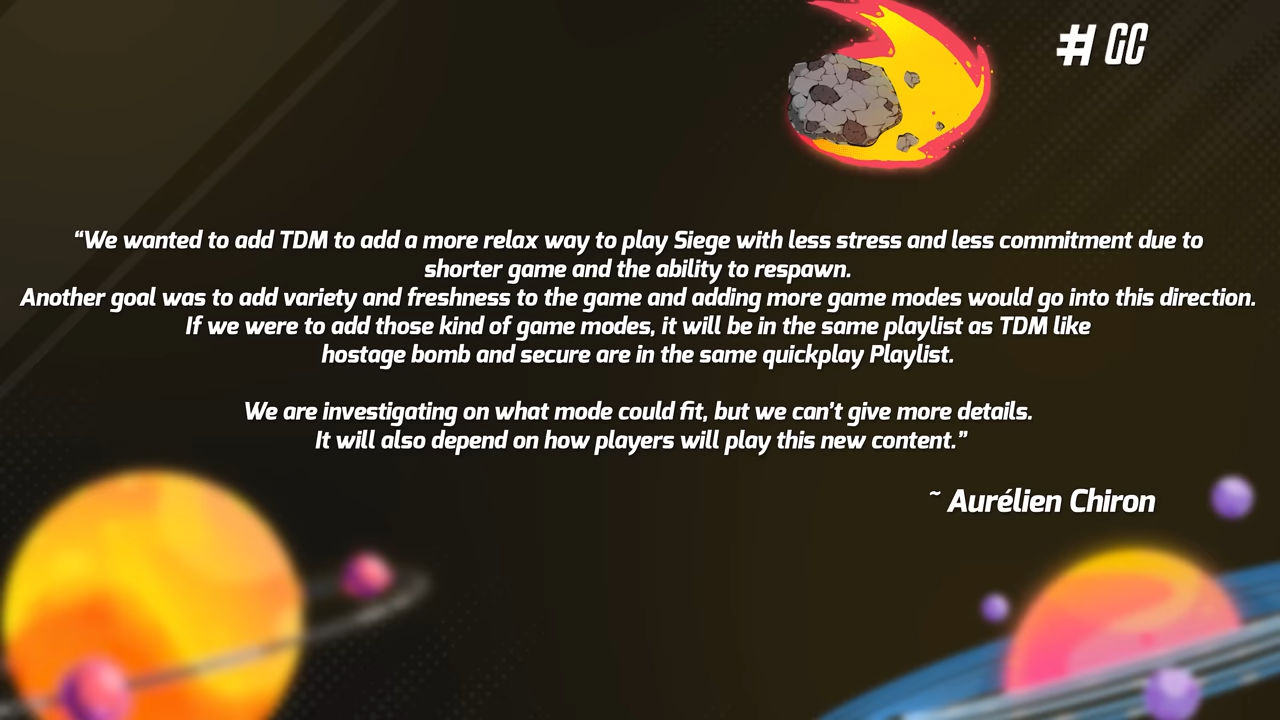 # CC
“We wanted to add TDM to add a more relax way to play Siege with less stress and less commitment due to
shorter game and the ability to respawn.
Another goal was to add variety and freshness to the game and adding more game modes would go into this direction.
If we were to add those kind of game modes, it will be in the same playlist as TDM like
hostage bomb and secure are in the same quickplay Playlist.
We are investigating on what mode could fit, but we can’t give more details.
It will also depend on how players will play this new content.”
~ Aurélien Chiron